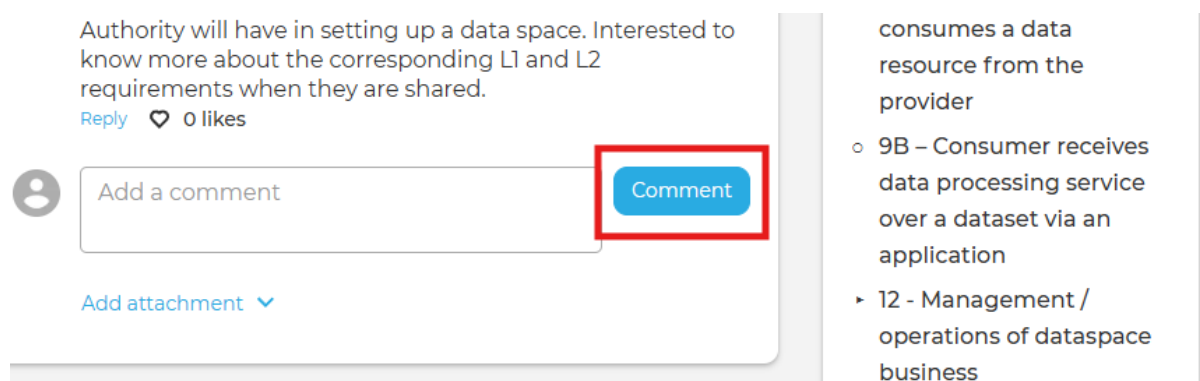 Authority will have in setting up a data space. Interested to
know more about the corresponding L1 and L2
requirements when they are shared.
Reply 0 likes
Add a comment
Comment
Add attachment
consumes a data
resource from the
provider
9B – Consumer receives
data processing service
over a dataset via an
application
12 - Management /
operations of dataspace
business